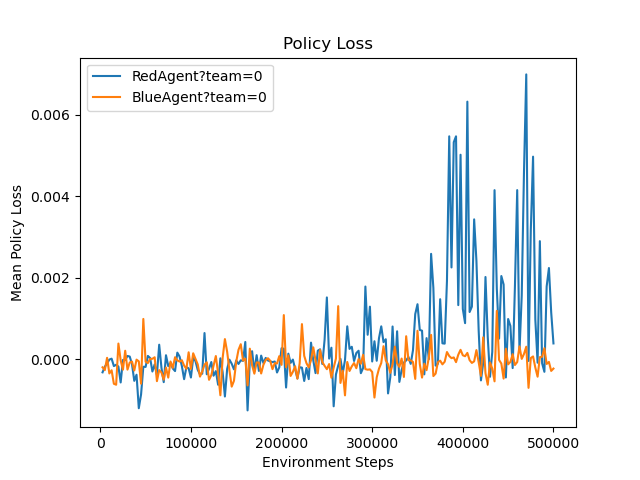 Policy Loss
RedAgent?team=0
BlueAgent?team=0
0.006
0.004
0.002
0.000
Mean Policy Loss
0 100000 200000 300000 400000 500000
Environment Steps